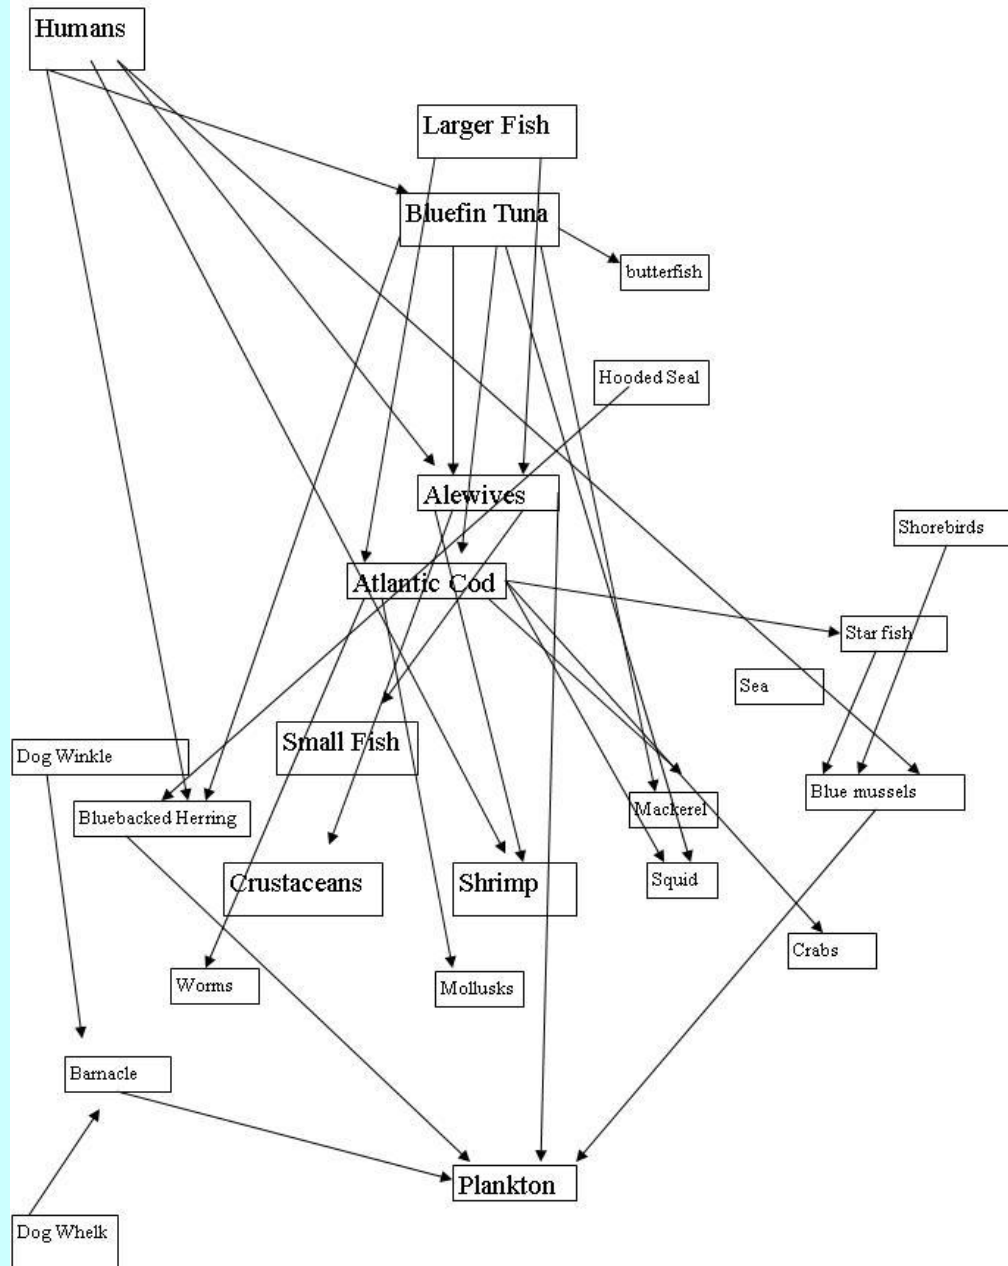 Humans
Larger Fish
Bluefin Tuna
butterfish
Hooded Seal
Alewives
Shorebirds
Atlantic Cod
Star fish
Sea
Small Fish
Dog Winkle
Blue mussels
Bluebacked Herring
Mackerel
Crustaceans
Shrimp
Squid
Crabs
Worms
Mollusks
Barnacle
Plankton
Dog Whelk